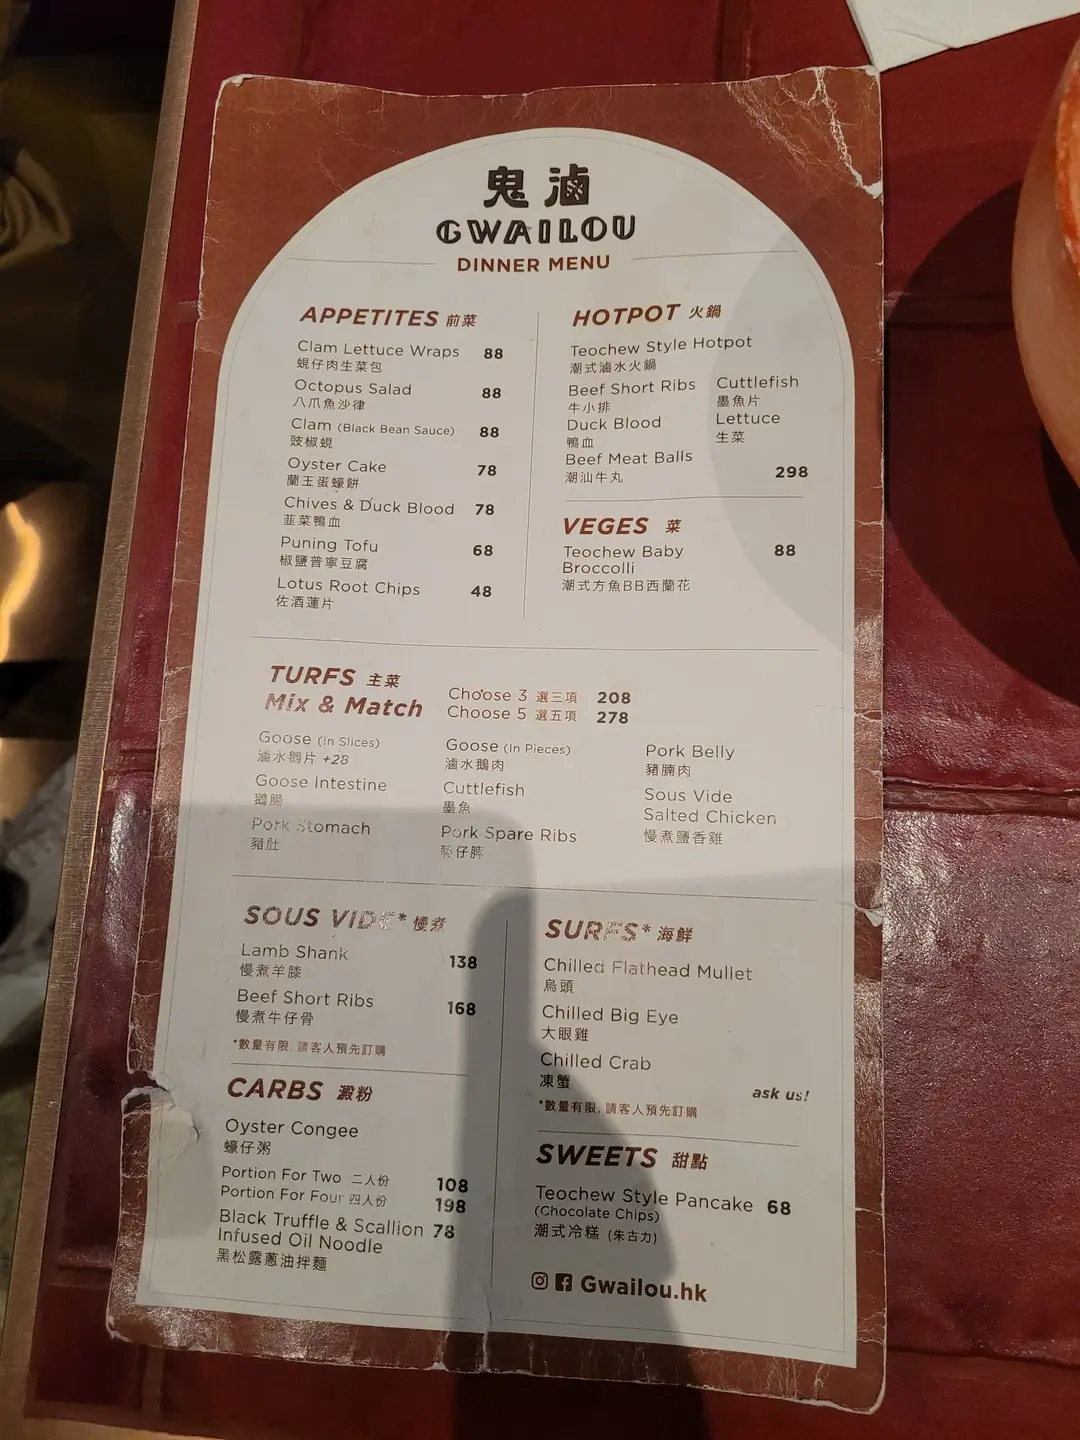 鬼滷
GWAILOU
DINNER MENU
APPETITES 前菜
Clam Lettuce Wraps 88
蜆仔肉生菜包
Octopus Salad 88
八爪魚沙律
Clam (Black Bean Sauce) 88
豉椒蜆
Oyster Cake 78
蘭王蛋蠔餅
Chives & Duck Blood 78
韮菜鴨血
Puning Tofu 68
椒鹽普寧豆腐
Lotus Root Chips 48
佐酒蓮片
HOTPOT 火鍋
Teochew Style Hotpot
潮式滷水火鍋
Beef Short Ribs Cuttlefish
牛小排 墨魚片
Duck Blood Lettuce
鴨血 生菜
Beef Meat Balls
潮汕牛丸 298
VEGES 菜
Teochew Baby 88
Broccolli
潮式方魚BB西蘭花
TURFS 主菜
Mix & Match
Choose 3 選三項 208
Choose 5 選五項 278
Goose (In Slices)
滷水鵝片 +28
Goose Intestine
鵝腸
Pork Stomach
豬肚
Goose (In Pieces)
滷水鵝肉
Cuttlefish
墨魚
Pork Spare Ribs
豬仔脾
Pork Belly
豬腩肉
Sous Vide
Salted Chicken
慢煮鹽香雞
SOUS VIDE* 慢煮
Lamb Shank 138
慢煮羊膝
Beef Short Ribs 168
慢煮牛仔骨
*數量有限, 請客人預先訂購
CARBS 澱粉
Oyster Congee
蠔仔粥
Portion For Two 二人份 108
Portion For Four 四人份 198
Black Truffle & Scallion 78
Infused Oil Noodle
黑松露蔥油拌麵
SURFS* 海鮮
Chilled Flathead Mullet
烏頭
Chilled Big Eye
大眼雞
Chilled Crab
凍蟹
ask us!
*數量有限, 請客人預先訂購
SWEETS 甜點
Teochew Style Pancake 68
(Chocolate Chips)
潮式冷糕 (朱古力)
Gwailou.hk